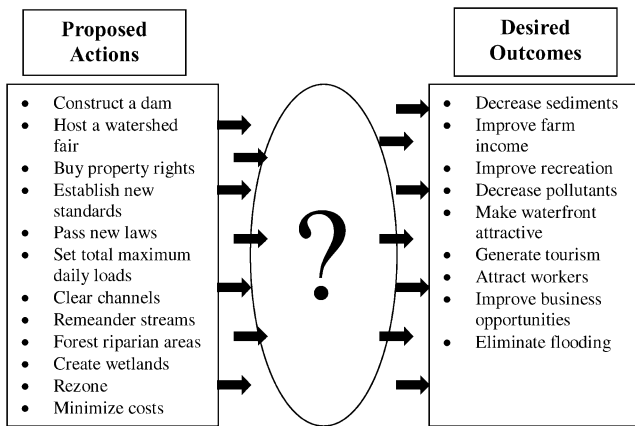 Proposed
Actions
• Construct a dam
• Host a watershed
fair
• Buy property rights
• Establish new
standards
• Pass new laws
• Set total maximum
daily loads
• Clear channels
• Remeander streams
• Forest riparian areas
• Create wetlands
• Rezone
• Minimize costs
?
Desired
Outcomes
• Decrease sediments
• Improve farm
income
• Improve recreation
• Decrease pollutants
• Make waterfront
attractive
• Generate tourism
• Attract workers
• Improve business
opportunities
• Eliminate flooding